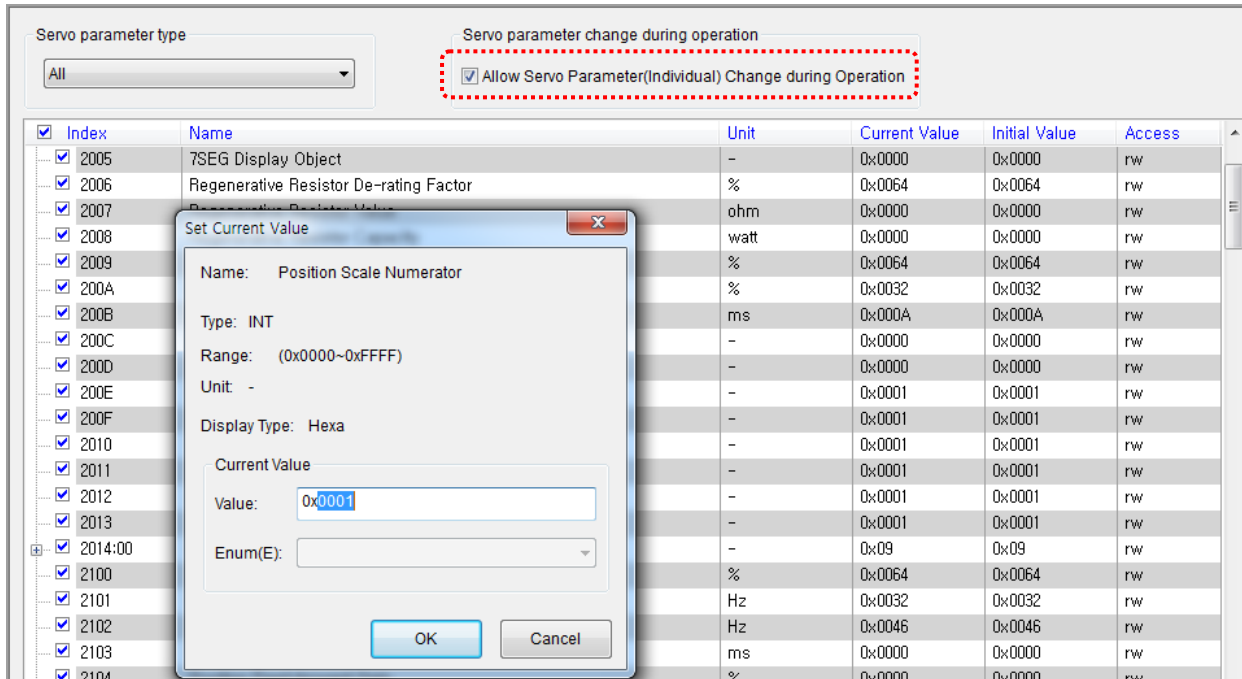 Servo parameter type
Servo parameter change during operation
All
Allow Servo Parameter(Individual) Change during Operation
Index Name Unit Current Value Initial Value Access
2005 7SEG Display Object - 0x0000 0x0000 rw
2006 Regenerative Resistor De-rating Factor % 0x0064 0x0064 rw
2007 Regenerative Resistor Value ohm 0x0000 0x0000 rw
2008 watt 0x0000 0x0000 rw
2009 % 0x0064 0x0064 rw
200A % 0x0032 0x0032 rw
200B ms 0x000A 0x000A rw
200C - 0x0000 0x0000 rw
200D - 0x0000 0x0000 rw
200E - 0x0001 0x0001 rw
200F - 0x0001 0x0001 rw
2010 - 0x0001 0x0001 rw
2011 - 0x0001 0x0001 rw
2012 - 0x0001 0x0001 rw
2013 - 0x0001 0x0001 rw
2014:00 - 0x09 0x09 rw
2100 % 0x0064 0x0064 rw
2101 Hz 0x0032 0x0032 rw
2102 Hz 0x0046 0x0046 rw
2103 ms 0x0000 0x0000 rw
2104 % 0x0000 0x0000 rw
Set Current Value
Name: Position Scale Numerator
Type: INT
Range: (0x0000~0xFFFF)
Unit: -
Display Type: Hexa
Current Value
Value: 0x0001
Enum(E):
OK Cancel